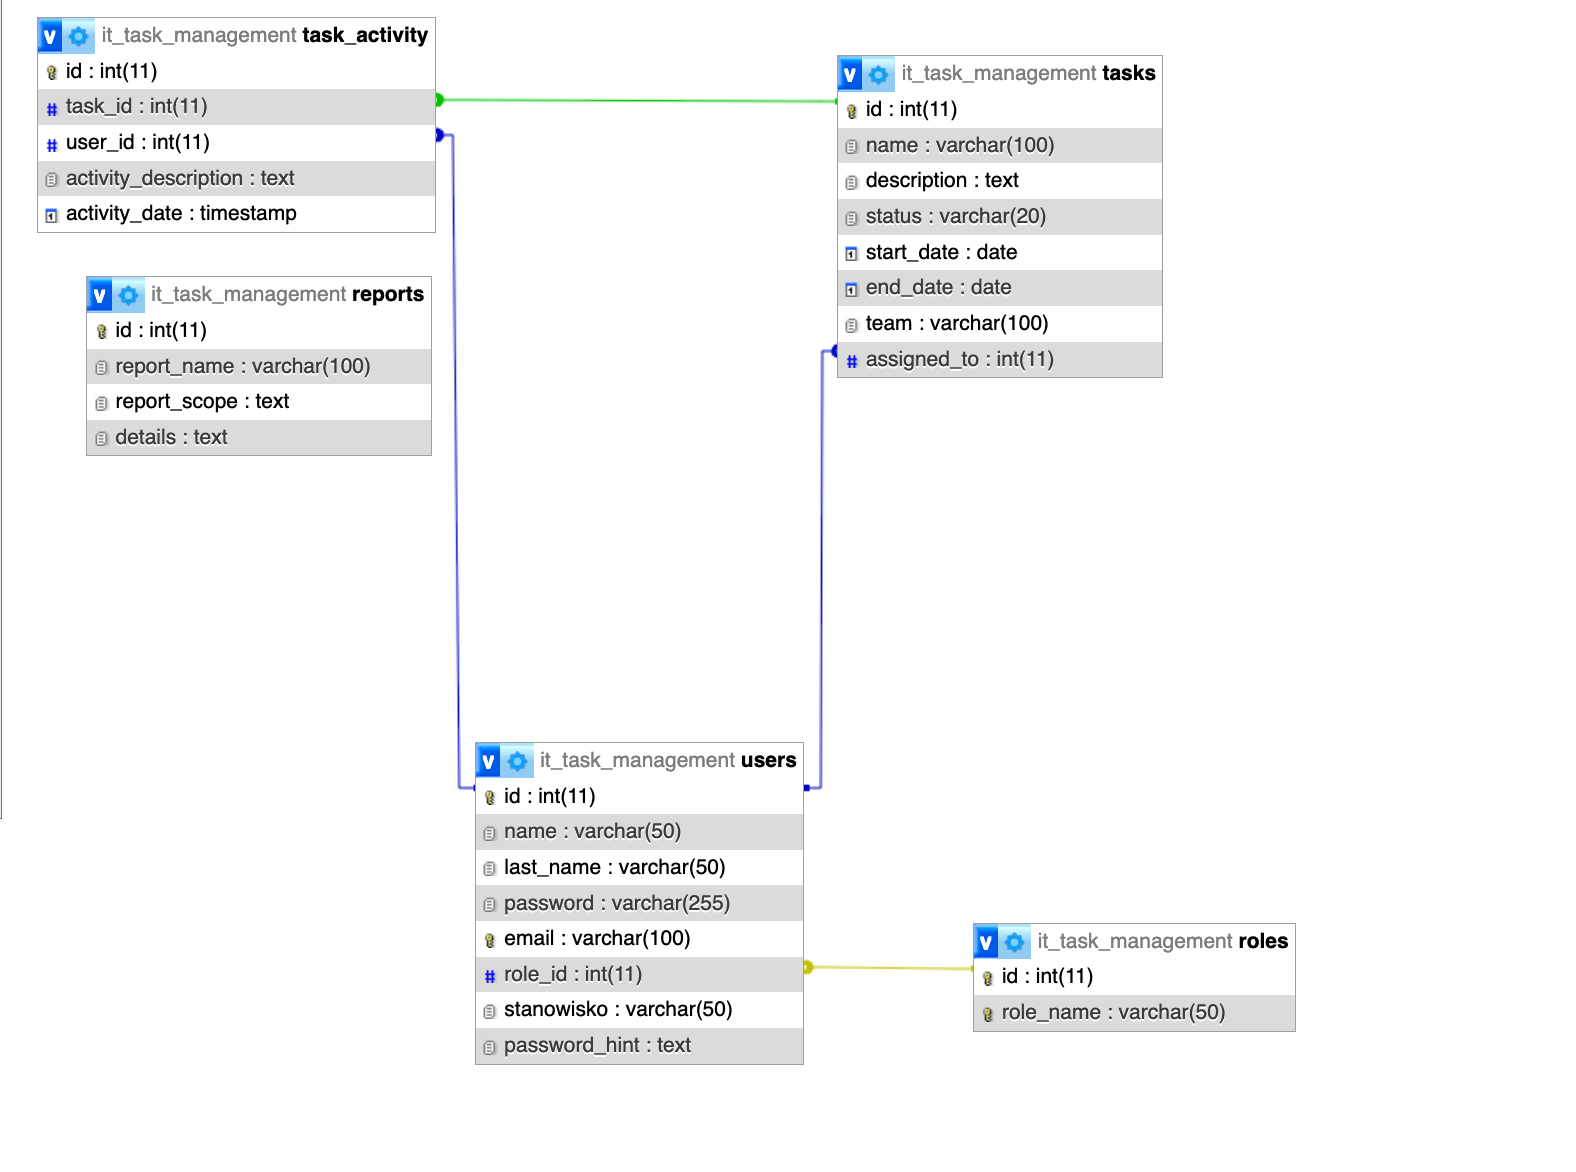 it_task_management task_activity
id : int(11)
task_id : int(11)
user_id : int(11)
activity_description : text
activity_date : timestamp
it_task_management tasks
id : int(11)
name : varchar(100)
description : text
status : varchar(20)
start_date : date
end_date : date
team : varchar(100)
assigned_to : int(11)
it_task_management reports
id : int(11)
report_name : varchar(100)
report_scope : text
details : text
it_task_management users
id : int(11)
name : varchar(50)
last_name : varchar(50)
password : varchar(255)
email : varchar(100)
role_id : int(11)
stanowisko : varchar(50)
password_hint : text
it_task_management roles
id : int(11)
role_name : varchar(50)